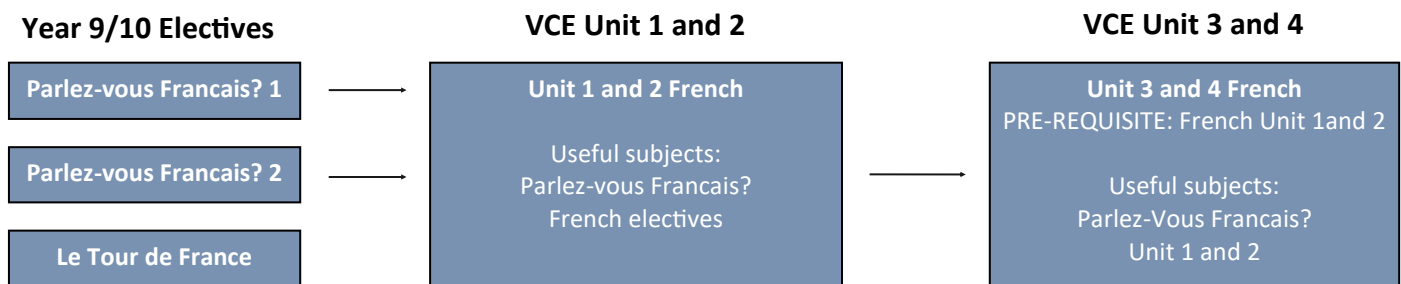 Year 9/10 Electives
Parlez-vous Francais? 1
Parlez-vous Francais? 2
Le Tour de France
VCE Unit 1 and 2
Unit 1 and 2 French
Useful subjects:
Parlez-vous Francais?
French electives
VCE Unit 3 and 4
Unit 3 and 4 French
PRE-REQUISITE: French Unit 1and 2
Useful subjects:
Parlez-Vous Francais?
Unit 1 and 2